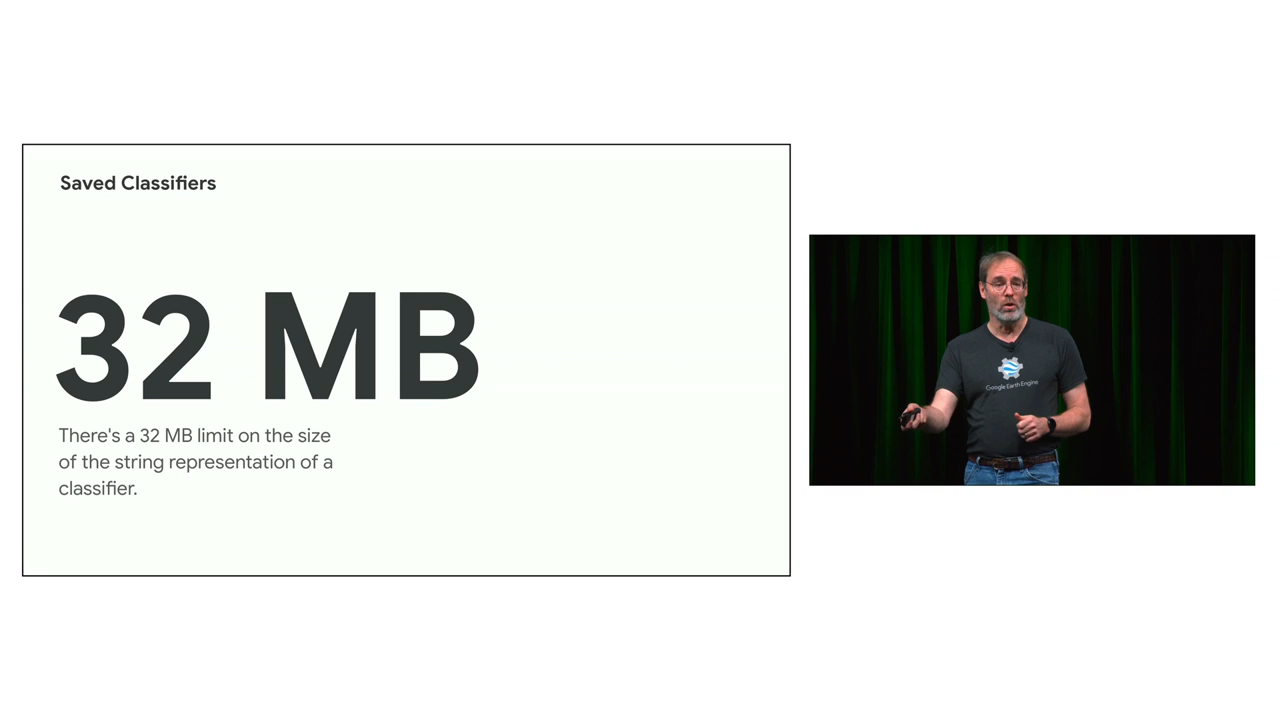 Saved Classifiers
32 MB
There's a 32 MB limit on the size
of the string representation of a
classifier.
Google Earth Engine